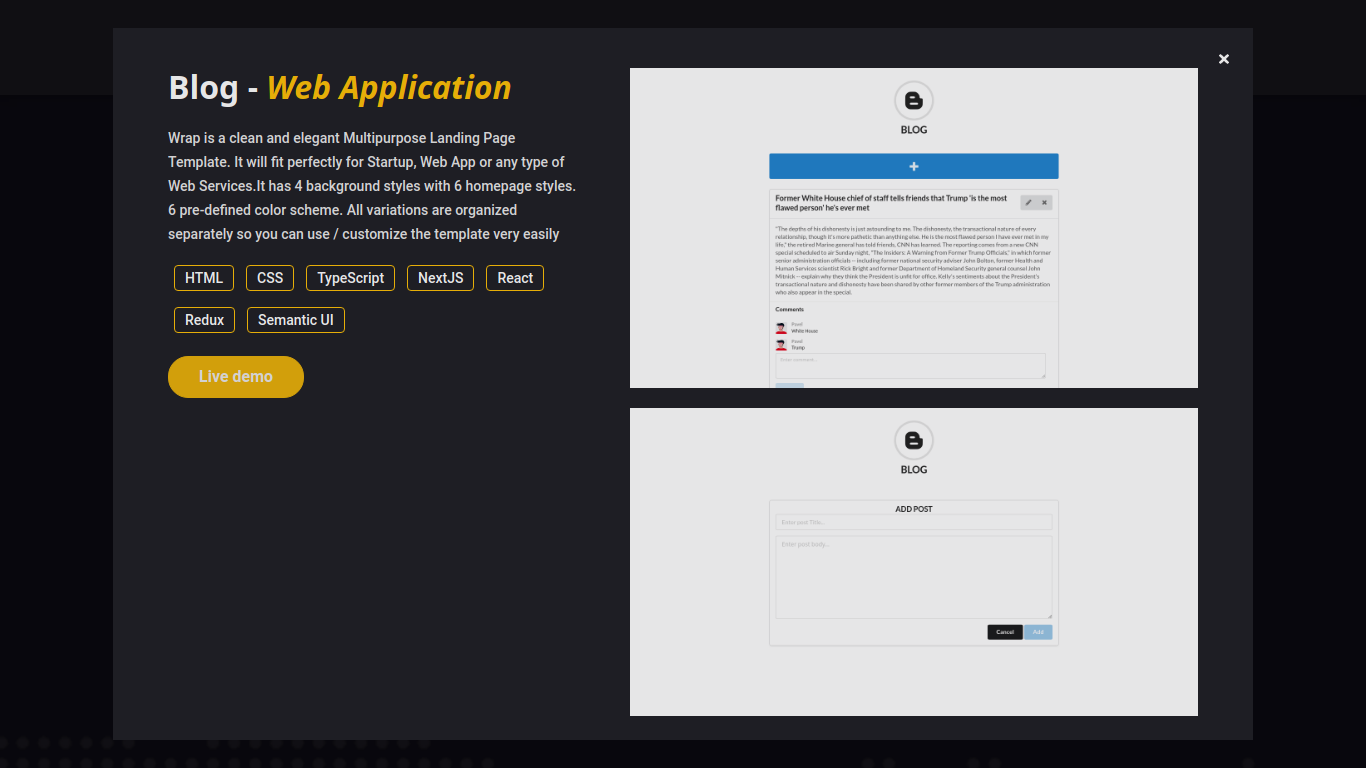 Blog - Web Application
Wrap is a clean and elegant Multipurpose Landing Page
Template. It will fit perfectly for Startup, Web App or any type of
Web Services.It has 4 background styles with 6 homepage styles.
6 pre-defined color scheme. All variations are organized
separately so you can use / customize the template very easily
HTML CSS TypeScript NextJS React
Redux Semantic UI
Live demo
BLOG
Former White House chief of staff tells friends that Trump 'is the most
flawed person' he's ever met
"The depths of his dishonesty is just astounding to me. The dishonesty, the transactional nature of every
relationship, though it's more pathetic than anything else. He is the most flawed person I have ever met in my
life," the retired Marine general has told friends, CNN has learned. The reporting comes from a new CNN
special scheduled to air Sunday night, "The Insiders: A Warning from Former Trump Officials," in which former
senior administration officials -- including former national security adviser John Bolton, former Health and
Human Services scientist Rick Bright and former Department of Homeland Security general counsel John
Mitnick -- explain why they think the President is unfit for office. Kelly's sentiments about the President's
transactional nature and dishonesty have been shared by other former members of the Trump administration
who also appear in the special.
Comments
White House
Trump
Enter comment...
BLOG
ADD POST
Enter post Title...
Enter post body...
Cancel Add